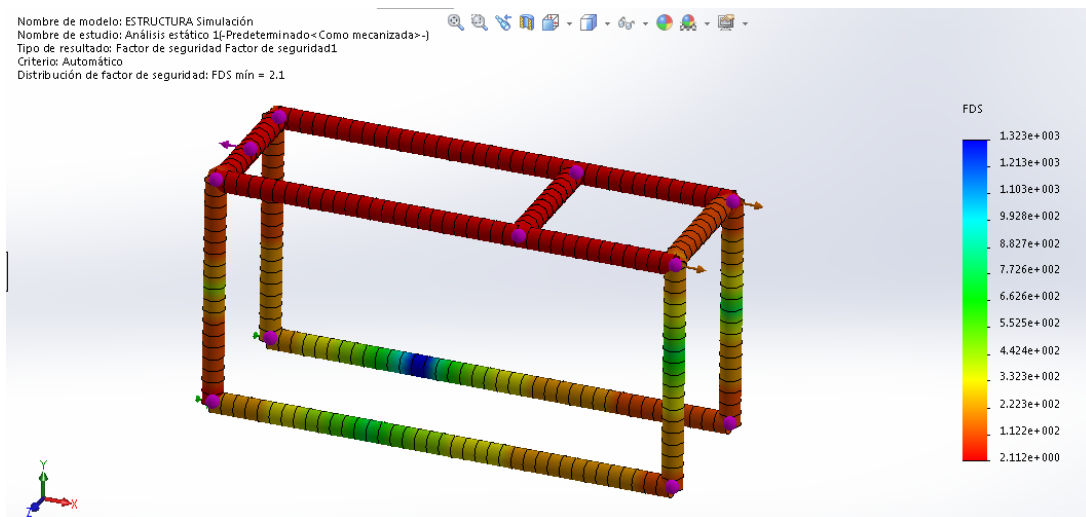 Nombre de modelo: ESTRUCTURA Simulación
Nombre de estudio: Análisis estático 1(-Predeterminado<Como mecanizada>-)
Tipo de resultado: Factor de seguridad Factor de seguridad1
Criterio: Automático
Distribución de factor de seguridad: FDS mín = 2.1
FDS
1.323e+003
1.213e+003
1.103e+003
9.928e+002
8.827e+002
7.726e+002
6.626e+002
5.525e+002
4.424e+002
3.323e+002
2.223e+002
1.122e+002
2.112e+000
Y
X
Z